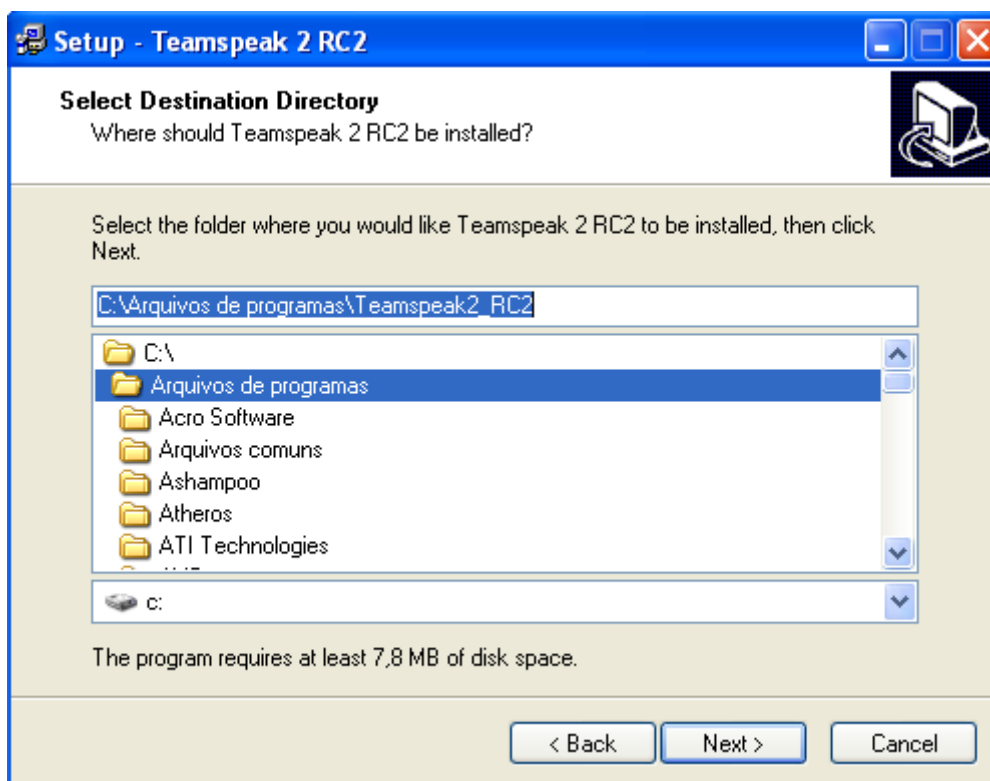 Setup - Teamspeak 2 RC2
Select Destination Directory
Where should Teamspeak 2 RC2 be installed?
Select the folder where you would like Teamspeak 2 RC2 to be installed, then click
Next.
C:\Arquivos de programas\Teamspeak2_RC2
C:\
Arquivos de programas
Acro Software
Arquivos comuns
Ashampoo
Atheros
ATI Technologies
c:
The program requires at least 7,8 MB of disk space.
< Back
Next >
Cancel